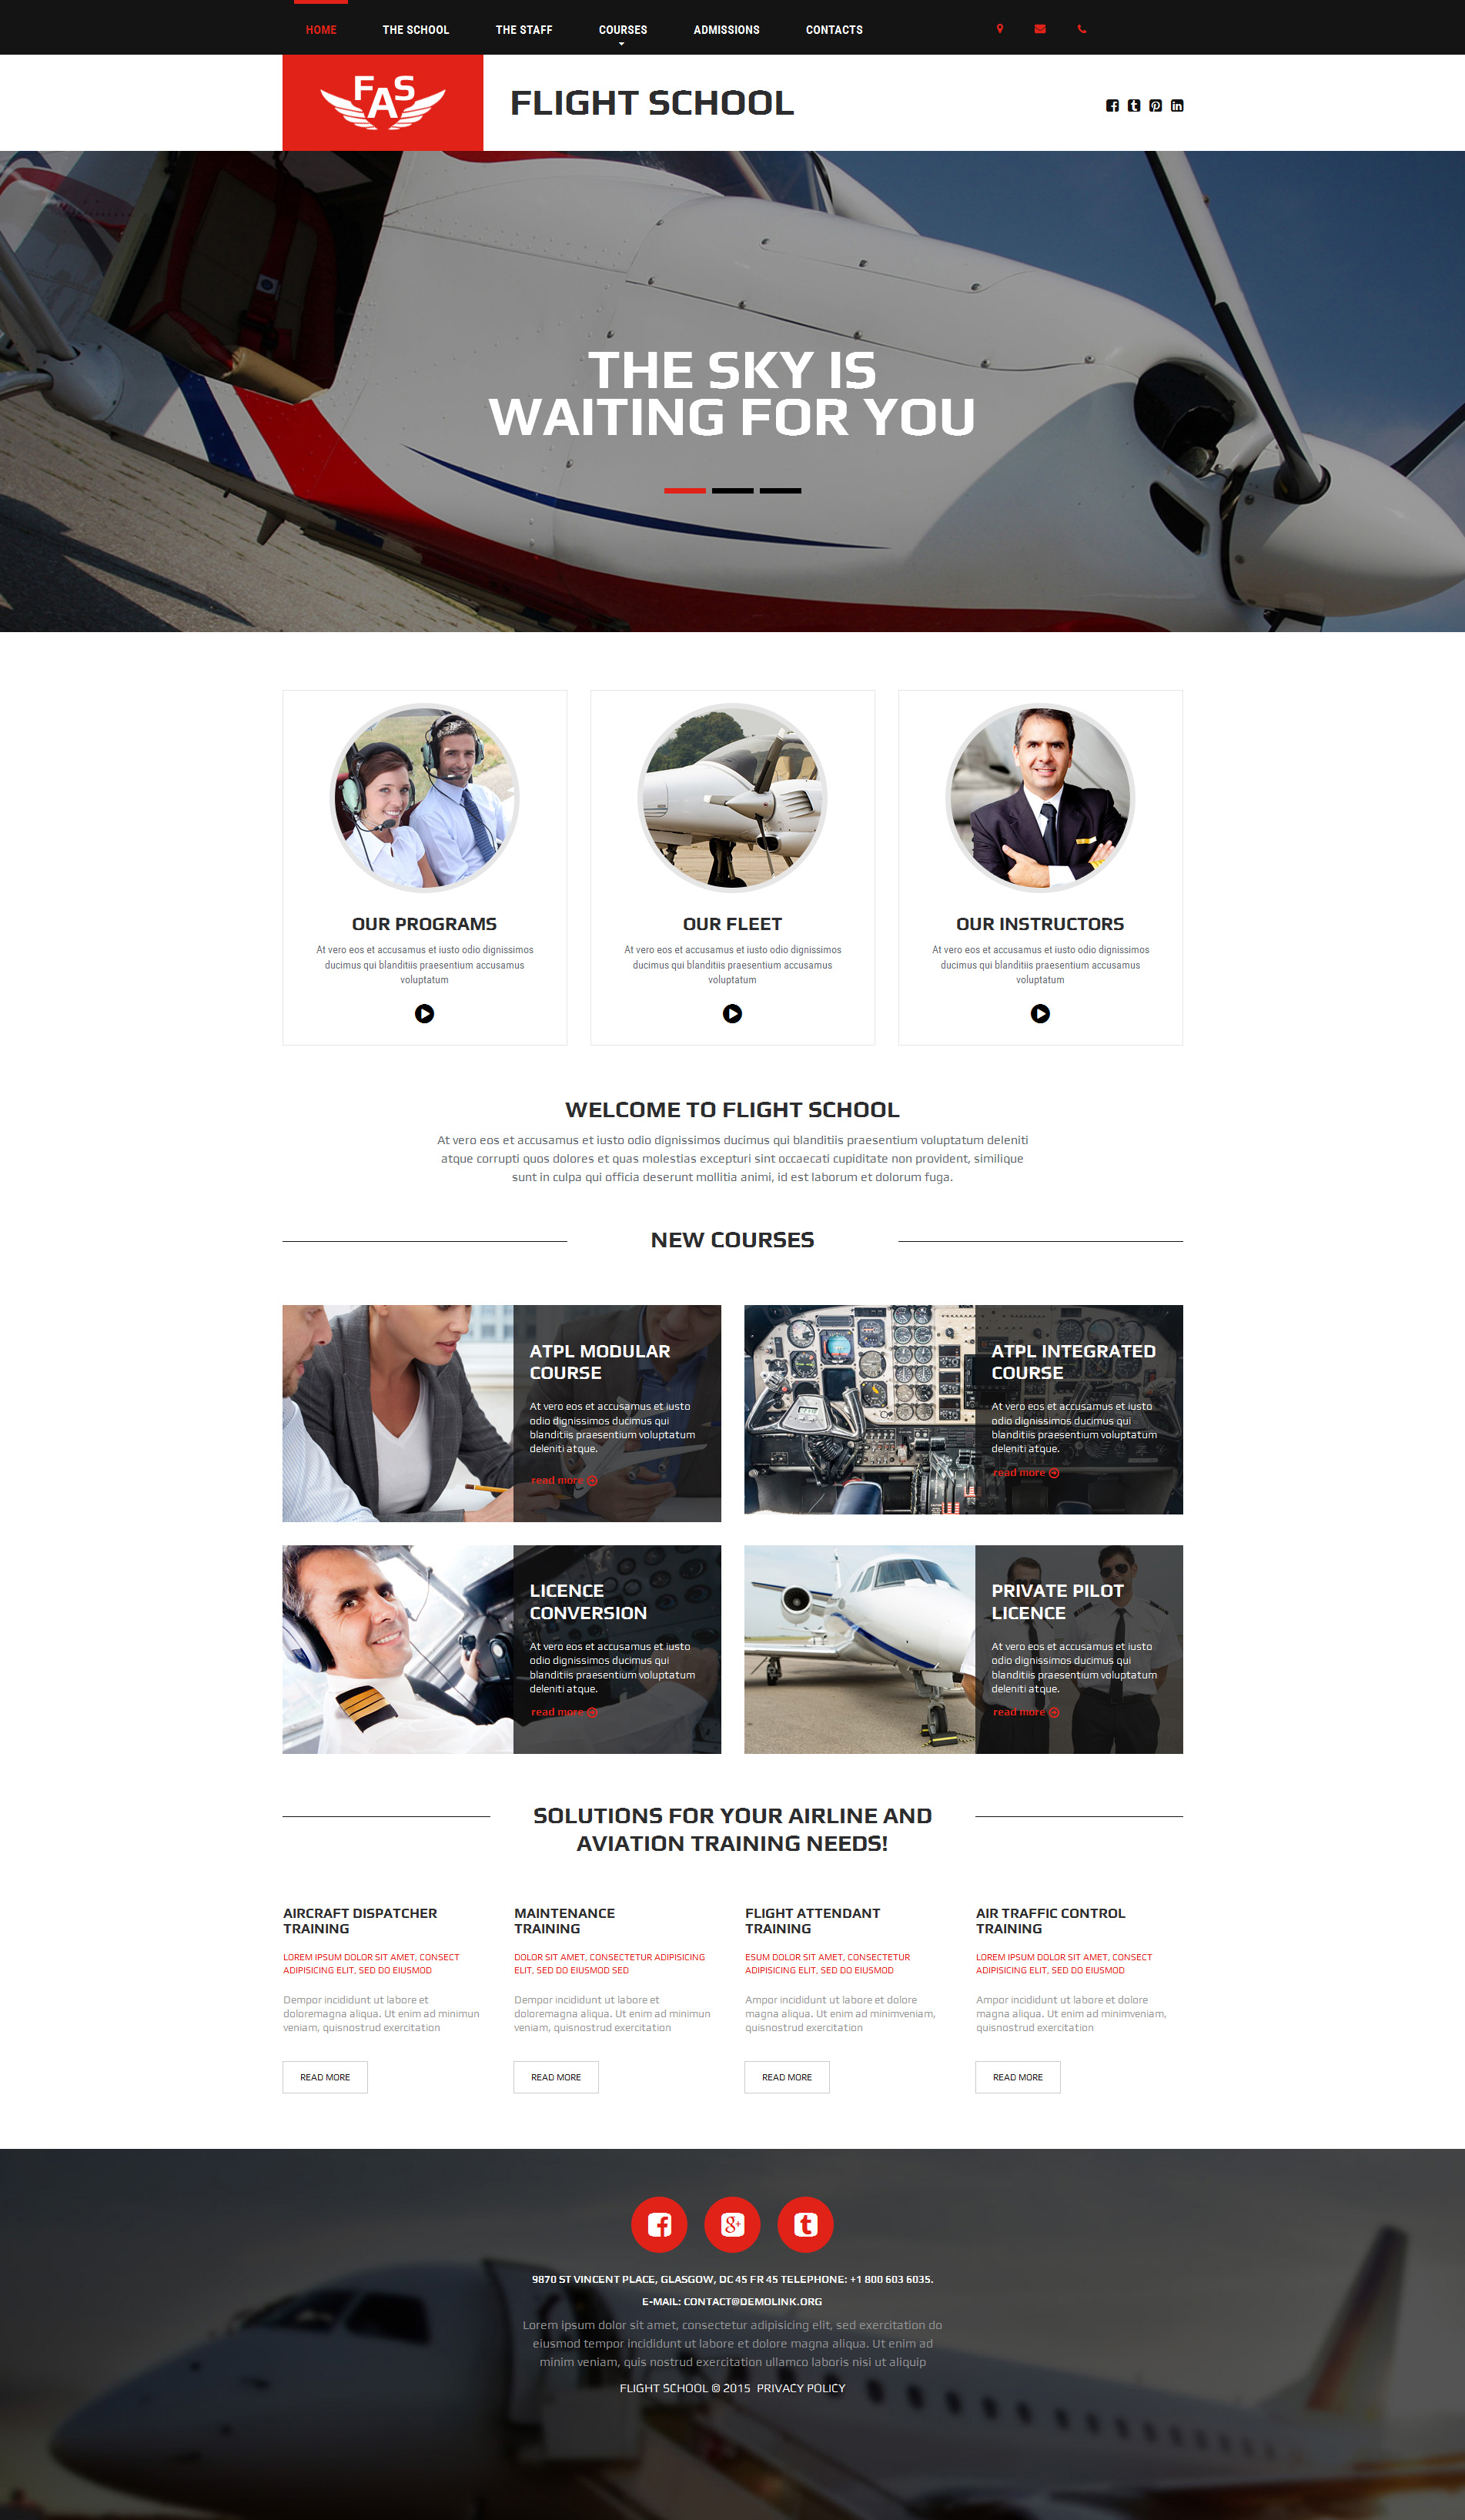 HOME THE SCHOOL THE STAFF COURSES ADMISSIONS CONTACTS
FAS
FLIGHT SCHOOL
THE SKY IS
WAITING FOR YOU
OUR PROGRAMS
At vero eos et accusamus et iusto odio dignissimos
ducimus qui blanditiis praesentium accusamus
voluptatum
OUR FLEET
At vero eos et accusamus et iusto odio dignissimos
ducimus qui blanditiis praesentium accusamus
voluptatum
OUR INSTRUCTORS
At vero eos et accusamus et iusto odio dignissimos
ducimus qui blanditiis praesentium accusamus
voluptatum
WELCOME TO FLIGHT SCHOOL
At vero eos et accusamus et iusto odio dignissimos ducimus qui blanditiis praesentium voluptatum deleniti
atque corrupti quos dolores et quas molestias excepturi sint occaecati cupiditate non provident, similique
sunt in culpa qui officia deserunt mollitia animi, id est laborum et dolorum fuga.
NEW COURSES
ATPL MODULAR
COURSE
At vero eos et accusamus et iusto
odio dignissimos ducimus qui
blanditiis praesentium voluptatum
deleniti atque.
read more
ATPL INTEGRATED
COURSE
At vero eos et accusamus et iusto
odio dignissimos ducimus qui
blanditiis praesentium voluptatum
deleniti atque.
read more
LICENCE
CONVERSION
At vero eos et accusamus et iusto
odio dignissimos ducimus qui
blanditiis praesentium voluptatum
deleniti atque.
read more
PRIVATE PILOT
LICENCE
At vero eos et accusamus et iusto
odio dignissimos ducimus qui
blanditiis praesentium voluptatum
deleniti atque.
read more
SOLUTIONS FOR YOUR AIRLINE AND
AVIATION TRAINING NEEDS!
AIRCRAFT DISPATCHER
TRAINING
LOREM IPSUM DOLOR SIT AMET, CONSECT
ADIPISICING ELIT, SED DO EIUSMOD
Dempor incididunt ut labore et
doloremagna aliqua. Ut enim ad minimun
veniam, quisnostrud exercitation
READ MORE
MAINTENANCE
TRAINING
DOLOR SIT AMET, CONSECTETUR ADIPISICING
ELIT, SED DO EIUSMOD SED
Dempor incididunt ut labore et
doloremagna aliqua. Ut enim ad minimun
veniam, quisnostrud exercitation
READ MORE
FLIGHT ATTENDANT
TRAINING
ESUM DOLOR SIT AMET, CONSECTETUR
ADIPISICING ELIT, SED DO EIUSMOD
Ampor incididunt ut labore et dolore
magna aliqua. Ut enim ad minimveniam,
quisnostrud exercitation
READ MORE
AIR TRAFFIC CONTROL
TRAINING
LOREM IPSUM DOLOR SIT AMET, CONSECT
ADIPISICING ELIT, SED DO EIUSMOD
Ampor incididunt ut labore et dolore
magna aliqua. Ut enim ad minimveniam,
quisnostrud exercitation
READ MORE
9870 ST VINCENT PLACE, GLASGOW, DC 45 FR 45 TELEPHONE: +1 800 603 6035.
E-MAIL: CONTACT@DEMOLINK.ORG
Lorem ipsum dolor sit amet, consectetur adipisicing elit, sed exercitation do
eiusmod tempor incididunt ut labore et dolore magna aliqua. Ut enim ad
minim veniam, quis nostrud exercitation ullamco laboris nisi ut aliquip
FLIGHT SCHOOL © 2015 PRIVACY POLICY